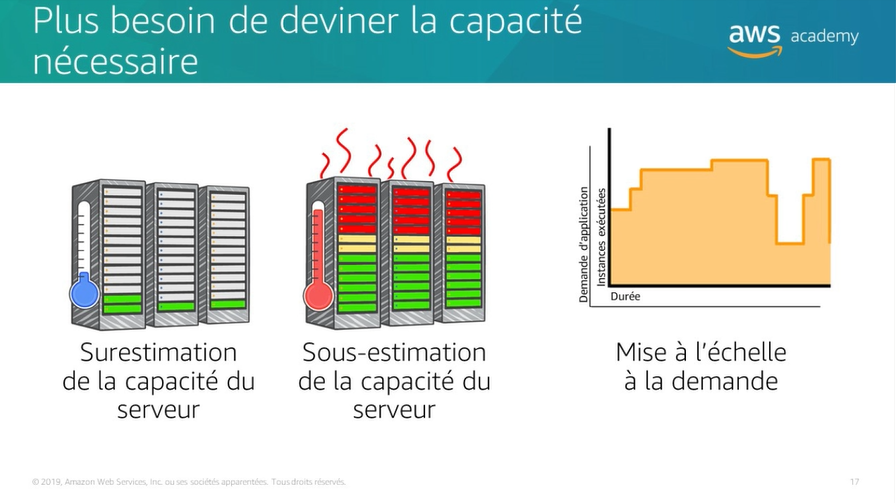 Plus besoin de deviner la capacité
nécessaire
aws academy
Demande d'application
Instances exécutées
Durée
Surestimation
de la capacité du
serveur
Sous-estimation
de la capacité du
serveur
Mise à l'échelle
à la demande
© 2019, Amazon Web Services, Inc. ou ses sociétés apparentées. Tous droits réservés.
17